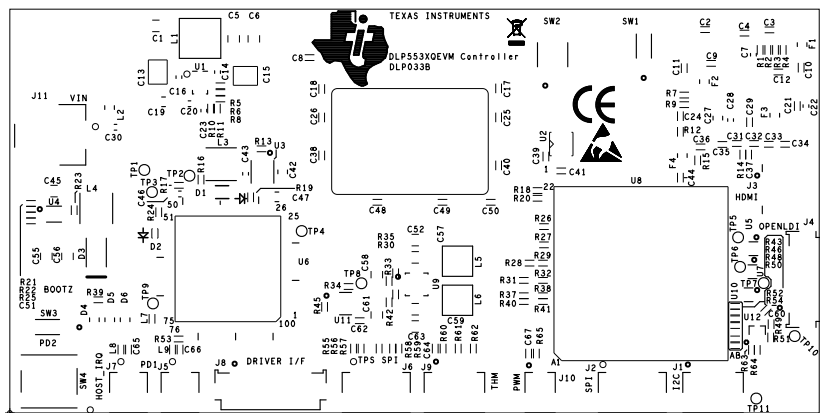 TEXAS INSTRUMENTS
DLP553XQEVM Controller
DLP033B
SW2
SW1
C1
L1
C5 C6
C2
C4
C3
F1
C7
R1
R2
R3
R4
C12
C10
C8
U1
C13
C14
C15
C16
C9
C11
F2
J11
VIN
L2
C30
C19
C20
R5
R6
R8
C23
R10
R11
C18
C26
C38
C17
C25
C40
R7
R9
C24
R12
C27
C28
C29
F3
C21
C22
U2
C39
C41
L3
R13
U3
C43
C42
R16
TP1
TP2
TP3
R17
D1
R19
C47
C45
R23
U4
L4
C46
R24
D2
50
51
26
25
TP4
U6
C48
C49
C50
R18
R20
22
U8
F4
C36
R15
C44
C35
C31
C32
C33
C34
R14
C37
J3
HDMI
OPENLDI
J4
TP5
TP6
TP7
U5
U7
R43
R46
R48
R50
R52
R54
C60
U10
U12
R49
R51
TP10
C55
C56
D3
R21
R22
R25
C51
BOOTZ
SW3
PD2
R39
D4
D5
D6
TP9
L7
75
76
100
R53
L8
C65
L9
C66
R35
R30
C52
C57
L5
L6
C58
R33
TP8
R34
U9
R45
U11
C61
C62
R42
C63
C59
R26
R27
R28
R29
R31
R32
R37
R38
R40
R41
R55
R56
R57
R58
R59
C64
R60
R61
R62
C67
R65
A1
AB
R63
R64
HOST_IRQ
SW4
J7
PDI
J5
J8
DRIVER I/F
TPS SPI
J6
J9
THM
PWM
J10
SPI
J2
I2C
J1
TP11